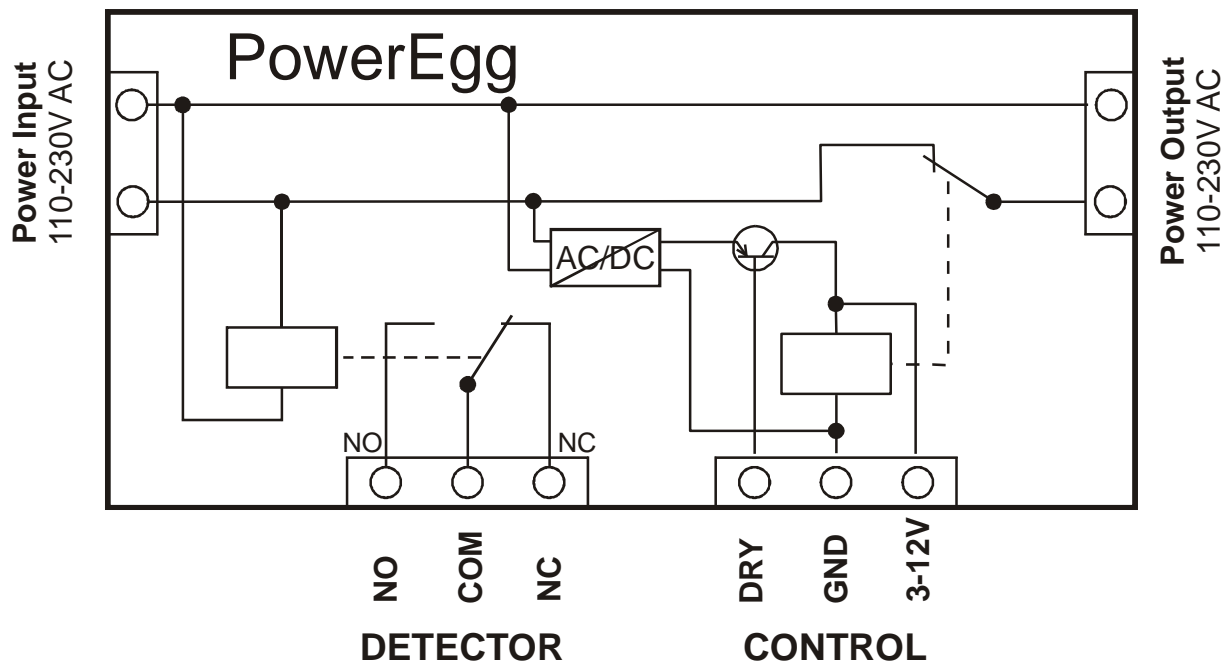 PowerEgg
Power Input
110-230V AC
Power Output
110-230V AC
AC/DC
NO
NC
NO
COM
NC
DRY
GND
3-12V
DETECTOR
CONTROL